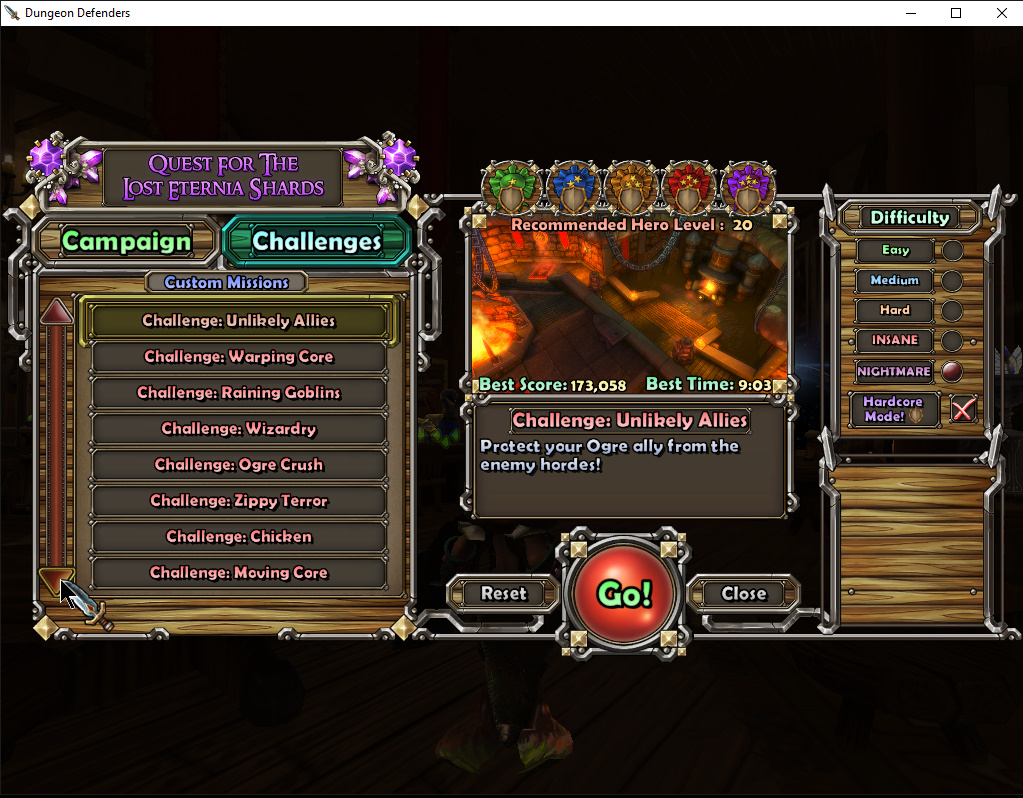 Dungeon Defenders
Quest for The
Lost Eternia Shards
Campaign
Challenges
Custom Missions
Challenge: Unlikely Allies
Challenge: Warping Core
Challenge: Raining Goblins
Challenge: Wizardry
Challenge: Ogre Crush
Challenge: Zippy Terror
Challenge: Chicken
Challenge: Moving Core
Recommended Hero Level : 20
Best Score: 173,058 Best Time: 9:03
Challenge: Unlikely Allies
Protect your Ogre ally from the
enemy hordes!
Reset
Go!
Close
Difficulty
Easy
Medium
Hard
INSANE
NIGHTMARE
Hardcore
Mode!